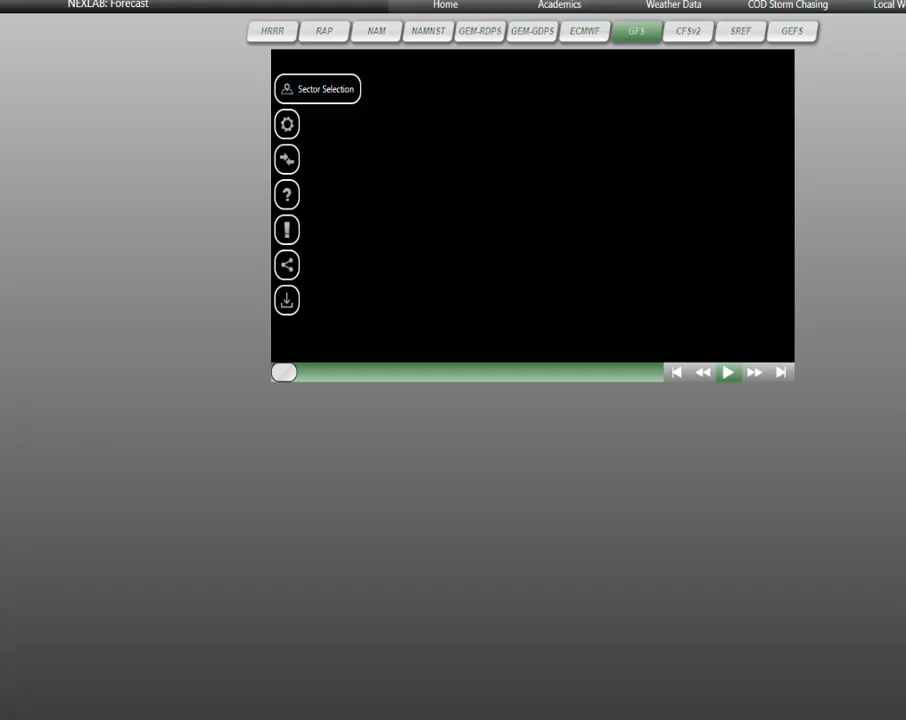 NEXLAB: Forecast
Home Academics Weather Data COD Storm Chasing Local
HRRR RAP NAM NAMNST GEM-RDPS GEM-GDPS ECMWF GFS CFSv2 SREF GEFS
Sector Selection
?
!